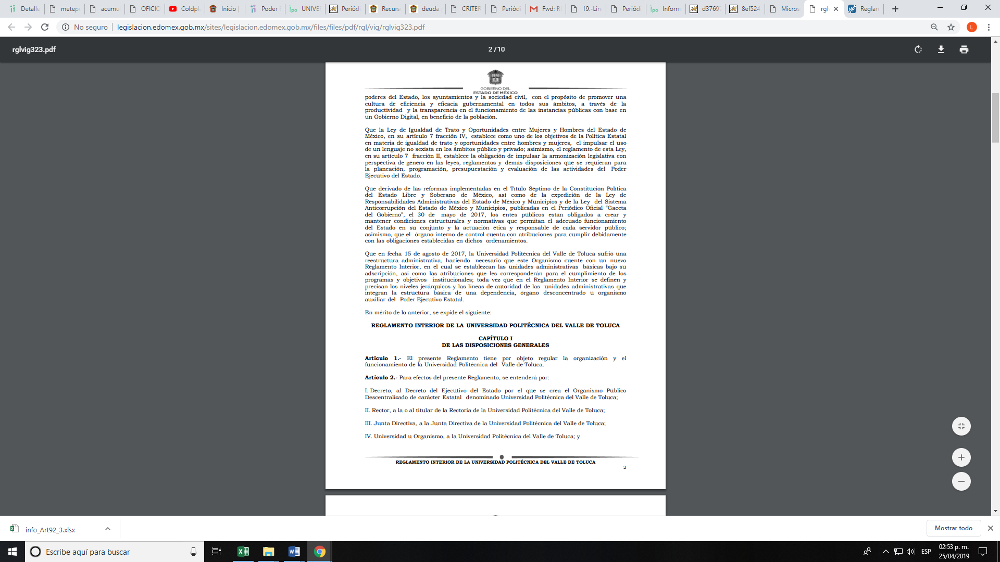 Detalle
metepe
acumu
OFICIO
Coldpla
Inicio |
Poder
UNIVE
Periód
Recurs
deuda.
CRITER
Periód
Fwd: R
19.-Lin
Periód
Inform
d3769
8ef524
Micros
rglv
Reglan
No seguro
legislacion.edomex.gob.mx/sites/legislacion.edomex.gob.mx/files/files/pdf/rgl/vig/rglvig323.pdf
L
rglvig323.pdf
2 / 10
GOBIERNO DEL
ESTADO DE MÉXICO
poderes del Estado, los ayuntamientos y la sociedad civil, con el propósito de promover una
cultura de eficiencia y eficacia gubernamental en todos sus ámbitos, a través de la
productividad y la transparencia en el funcionamiento de las instancias públicas con base en
un Gobierno Digital, en beneficio de la población.
Que la Ley de Igualdad de Trato y Oportunidades entre Mujeres y Hombres del Estado de
México, en su artículo 7 fracción IV, establece como uno de los objetivos de la Política Estatal
en materia de igualdad de trato y oportunidades entre hombres y mujeres, el impulsar el uso
de un lenguaje no sexista en los ámbitos público y privado; asimismo, el reglamento de esta Ley,
en su artículo 7 fracción II, establece la obligación de impulsar la armonización legislativa con
perspectiva de género en las leyes, reglamentos y demás disposiciones que se requieran para
la planeación, programación, presupuestación y evaluación de las actividades del Poder
Ejecutivo del Estado.
Que derivado de las reformas implementadas en el Título Séptimo de la Constitución Política
del Estado Libre y Soberano de México, así como de la expedición de la Ley de
Responsabilidades Administrativas del Estado de México y Municipios y de la Ley del Sistema
Anticorrupción del Estado de México y Municipios, publicadas en el Periódico Oficial “Gaceta
del Gobierno”, el 30 de mayo de 2017, los entes públicos están obligados a crear y
mantener condiciones estructurales y normativas que permitan el adecuado funcionamiento
del Estado en su conjunto y la actuación ética y responsable de cada servidor público;
asimismo, que el órgano interno de control cuenta con atribuciones para cumplir debidamente
con las obligaciones establecidas en dichos ordenamientos.
Que en fecha 15 de agosto de 2017, la Universidad Politécnica del Valle de Toluca sufrió una
reestructura administrativa, haciendo necesario que este Organismo cuente con un nuevo
Reglamento Interior, en el cual se establezcan las unidades administrativas básicas bajo su
adscripción, así como las atribuciones que les corresponderán para el cumplimiento de los
programas y objetivos institucionales; toda vez que en el Reglamento Interior se definen y
precisan los niveles jerárquicos y las líneas de autoridad de las unidades administrativas que
integran la estructura básica de una dependencia, órgano desconcentrado u organismo
auxiliar del Poder Ejecutivo Estatal.
En mérito de lo anterior, se expide el siguiente:
REGLAMENTO INTERIOR DE LA UNIVERSIDAD POLITÉCNICA DEL VALLE DE TOLUCA
CAPÍTULO I
DE LAS DISPOSICIONES GENERALES
Artículo 1.- El presente Reglamento tiene por objeto regular la organización y el
funcionamiento de la Universidad Politécnica del Valle de Toluca.
Artículo 2.- Para efectos del presente Reglamento, se entenderá por:
I. Decreto, al Decreto del Ejecutivo del Estado por el que se crea el Organismo Público
Descentralizado de carácter Estatal denominado Universidad Politécnica del Valle de Toluca;
II. Rector, a la o al titular de la Rectoría de la Universidad Politécnica del Valle de Toluca;
III. Junta Directiva, a la Junta Directiva de la Universidad Politécnica del Valle de Toluca;
IV. Universidad u Organismo, a la Universidad Politécnica del Valle de Toluca; y
REGLAMENTO INTERIOR DE LA UNIVERSIDAD POLITÉCNICA DEL VALLE DE TOLUCA
2
info_Art92_3.xlsx
Mostrar todo
Escribe aquí para buscar
ESP
02:53 p. m.
25/04/2019